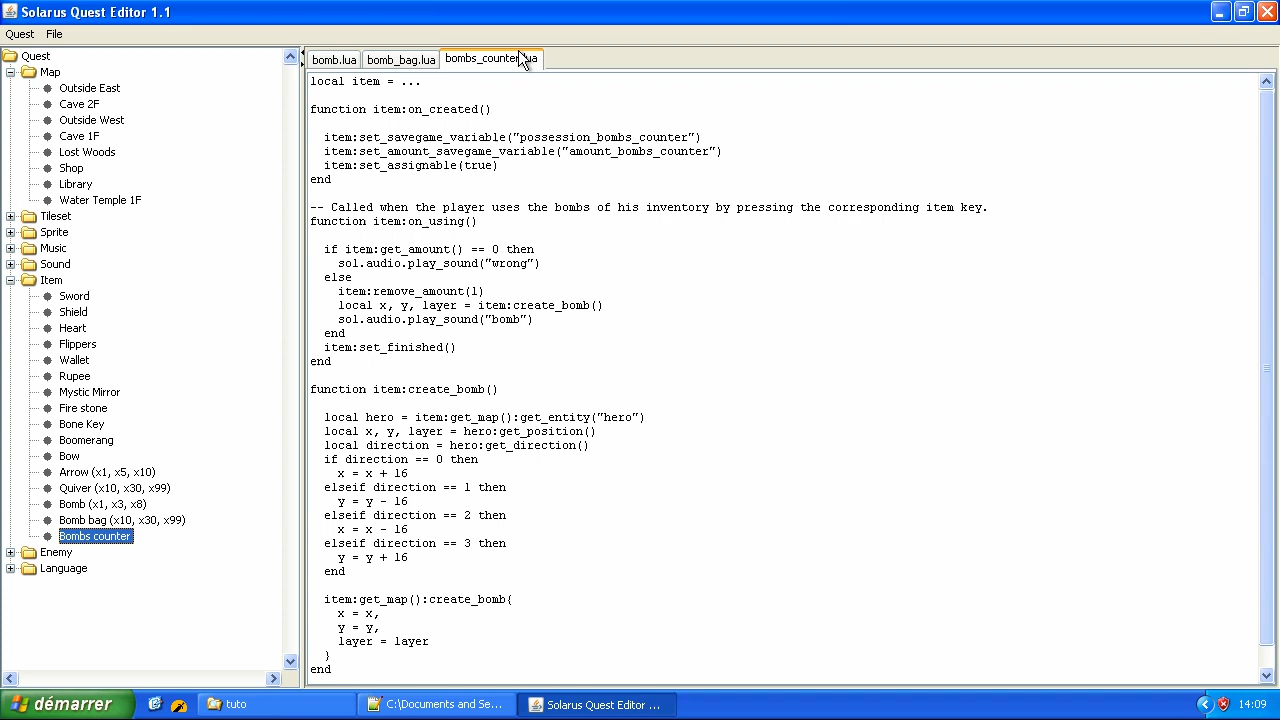 Solarus Quest Editor 1.1
Quest File
Quest
Map
Outside East
Cave 2F
Outside West
Cave 1F
Lost Woods
Shop
Library
Water Temple 1F
Tileset
Sprite
Music
Sound
Item
Sword
Shield
Heart
Flippers
Wallet
Rupee
Mystic Mirror
Fire stone
Bone Key
Boomerang
Bow
Arrow (x1, x5, x10)
Quiver (x10, x30, x99)
Bomb (x1, x3, x8)
Bomb bag (x10, x30, x99)
Bombs counter
Enemy
Language
bomb.lua bomb_bag.lua bombs_counter.lua
local item = ...
function item:on_created()
item:set_savegame_variable("possession_bombs_counter")
item:set_amount_savegame_variable("amount_bombs_counter")
item:set_assignable(true)
end
-- Called when the player uses the bombs of his inventory by pressing the corresponding item key.
function item:on_using()
if item:get_amount() == 0 then
sol.audio.play_sound("wrong")
else
item:remove_amount(1)
local x, y, layer = item:create_bomb()
sol.audio.play_sound("bomb")
end
item:set_finished()
end
function item:create_bomb()
local hero = item:get_map():get_entity("hero")
local x, y, layer = hero:get_position()
local direction = hero:get_direction()
if direction == 0 then
x = x + 16
elseif direction == 1 then
y = y - 16
elseif direction == 2 then
x = x - 16
elseif direction == 3 then
y = y + 16
end
item:get_map():create_bomb{
x = x,
y = y,
layer = layer
}
end
démarrer tuto C:\Documents and Se... Solarus Quest Editor ... 14:09